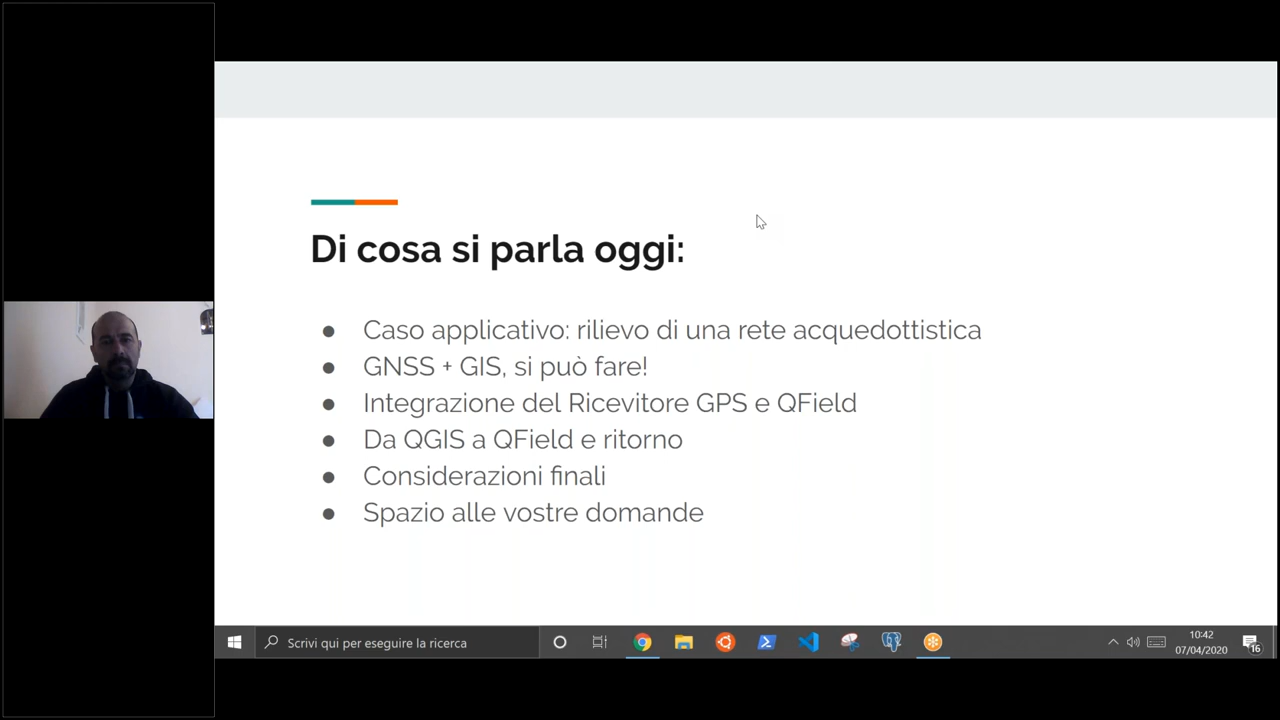 Di cosa si parla oggi:
● Caso applicativo: rilievo di una rete acquedottistica
● GNSS + GIS, si può fare!
● Integrazione del Ricevitore GPS e QField
● Da QGIS a QField e ritorno
● Considerazioni finali
● Spazio alle vostre domande
Scrivi qui per eseguire la ricerca
10:42
07/04/2020
16